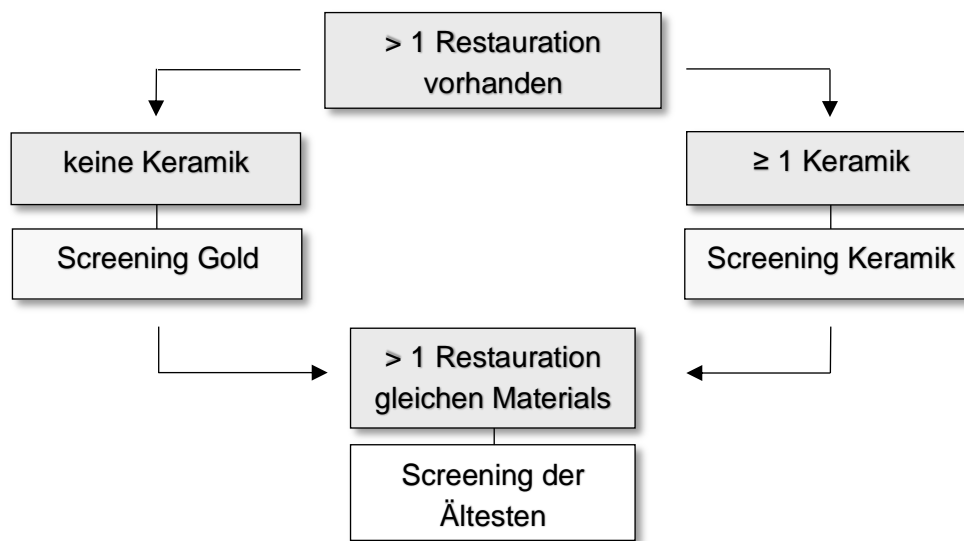 > 1 Restauration
vorhanden
keine Keramik
≥ 1 Keramik
Screening Gold
Screening Keramik
> 1 Restauration
gleichen Materials
Screening der
Ältesten